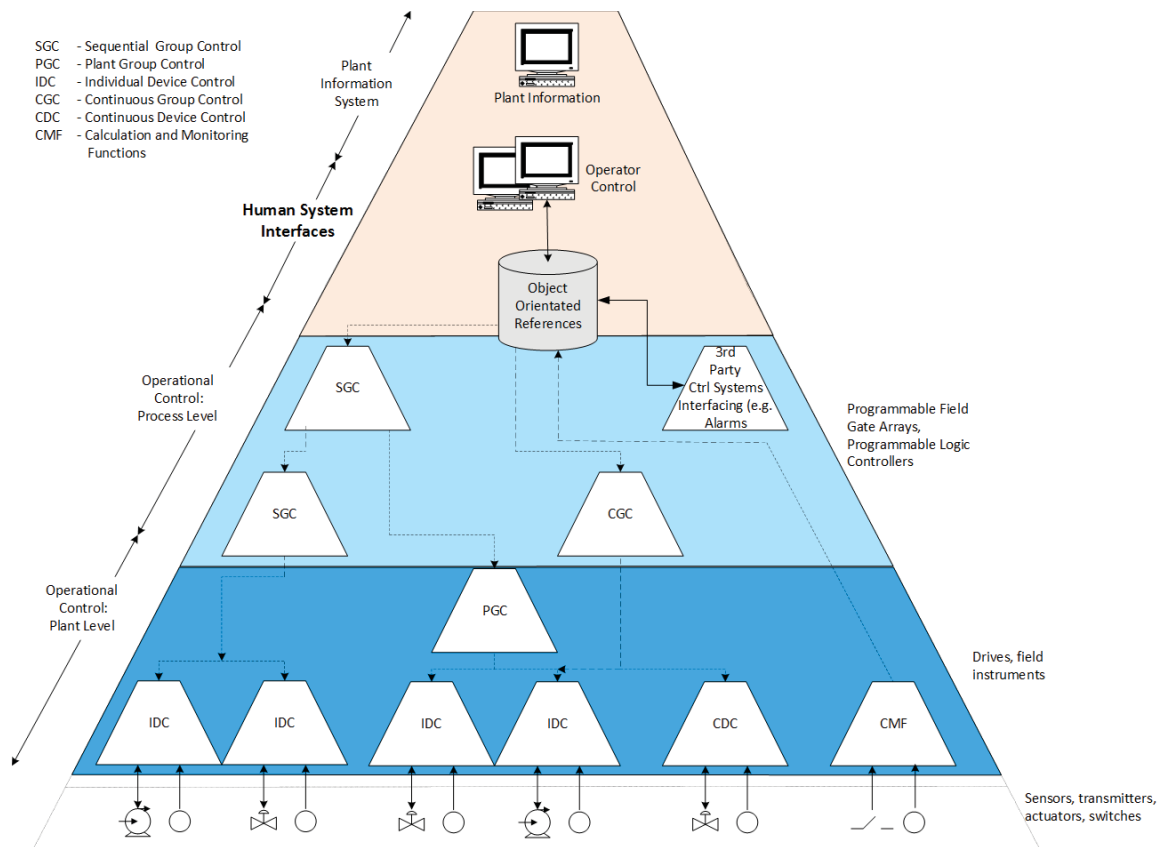 SGC - Sequential Group Control
PGC - Plant Group Control
IDC - Individual Device Control
CGC - Continuous Group Control
CDC - Continuous Device Control
CMF - Calculation and Monitoring
Functions
Plant
Information
System
Plant Information
Operator
Control
Human System
Interfaces
Object
Orientated
References
Operational
Control:
Process Level
SGC
3rd
Party
Ctrl Systems
Interfacing (e.g.
Alarms
Programmable Field
Gate Arrays,
Programmable Logic
Controllers
SGC
CGC
Operational
Control:
Plant Level
PGC
Drives, field
instruments
IDC
IDC
IDC
IDC
CDC
CMF
Sensors, transmitters,
actuators, switches